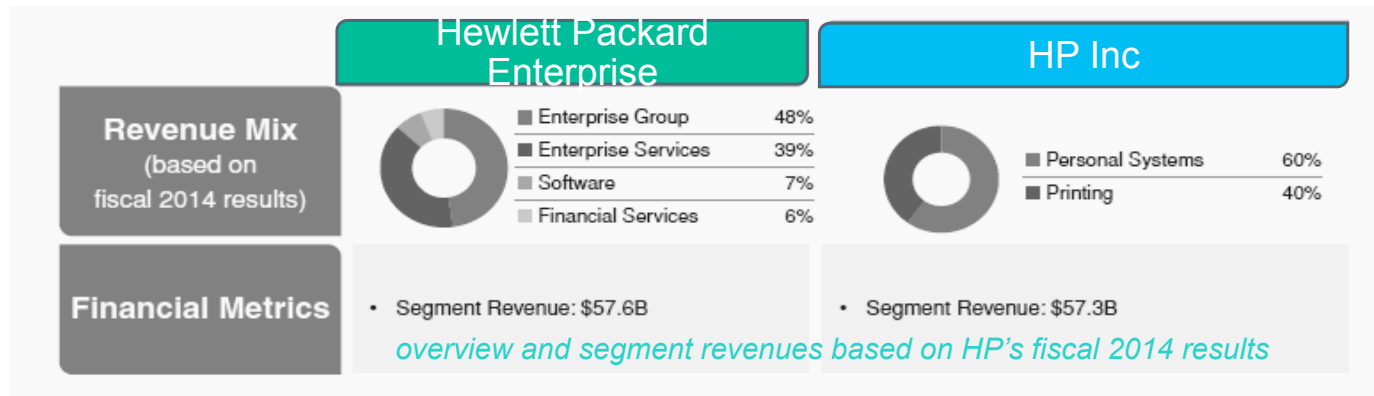 Hewlett Packard
Enterprise
HP Inc
Revenue Mix
(based on
fiscal 2014 results)
Enterprise Group 48%
Enterprise Services 39%
Software 7%
Financial Services 6%
Personal Systems 60%
Printing 40%
Financial Metrics
• Segment Revenue: $57.6B
• Segment Revenue: $57.3B
overview and segment revenues based on HP’s fiscal 2014 results